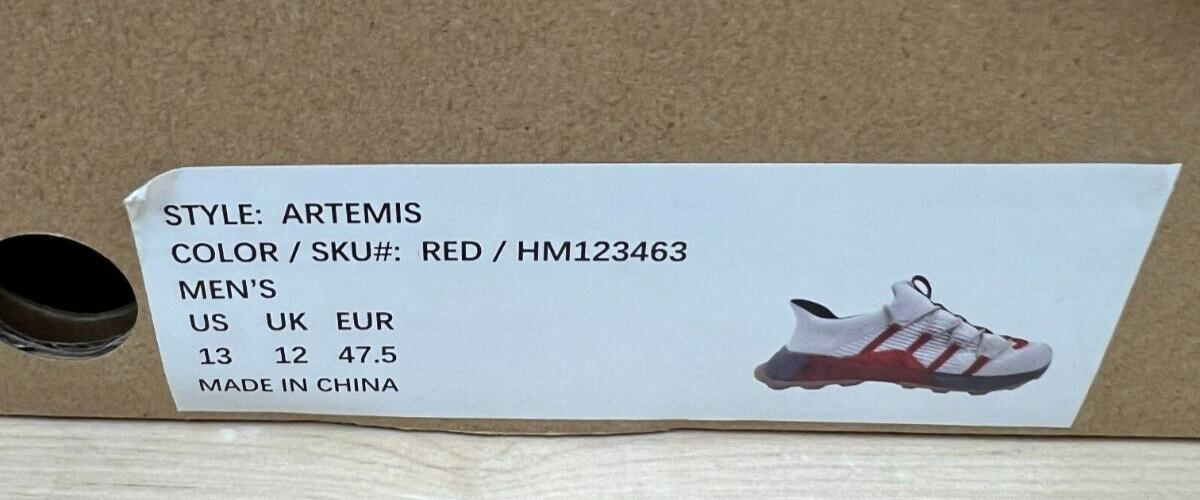 STYLE: ARTEMIS
COLOR / SKU#: RED / HM123463
MEN'S
US UK EUR
13 12 47.5
MADE IN CHINA